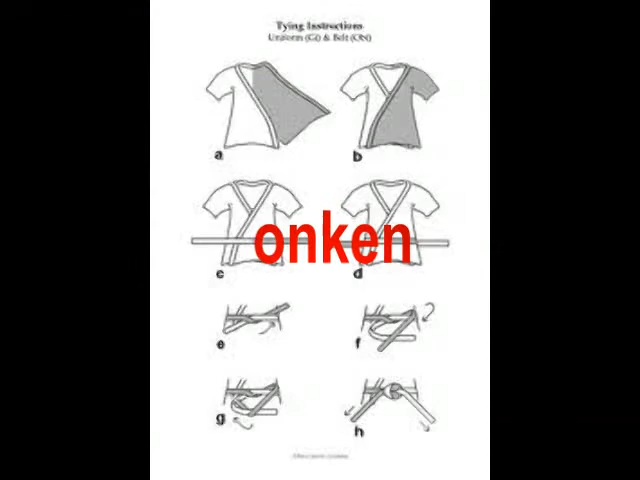 Tying Instructions
Uniform (Gi) & Belt (Obi)
a
b
onken
c
d
e
f
g
h